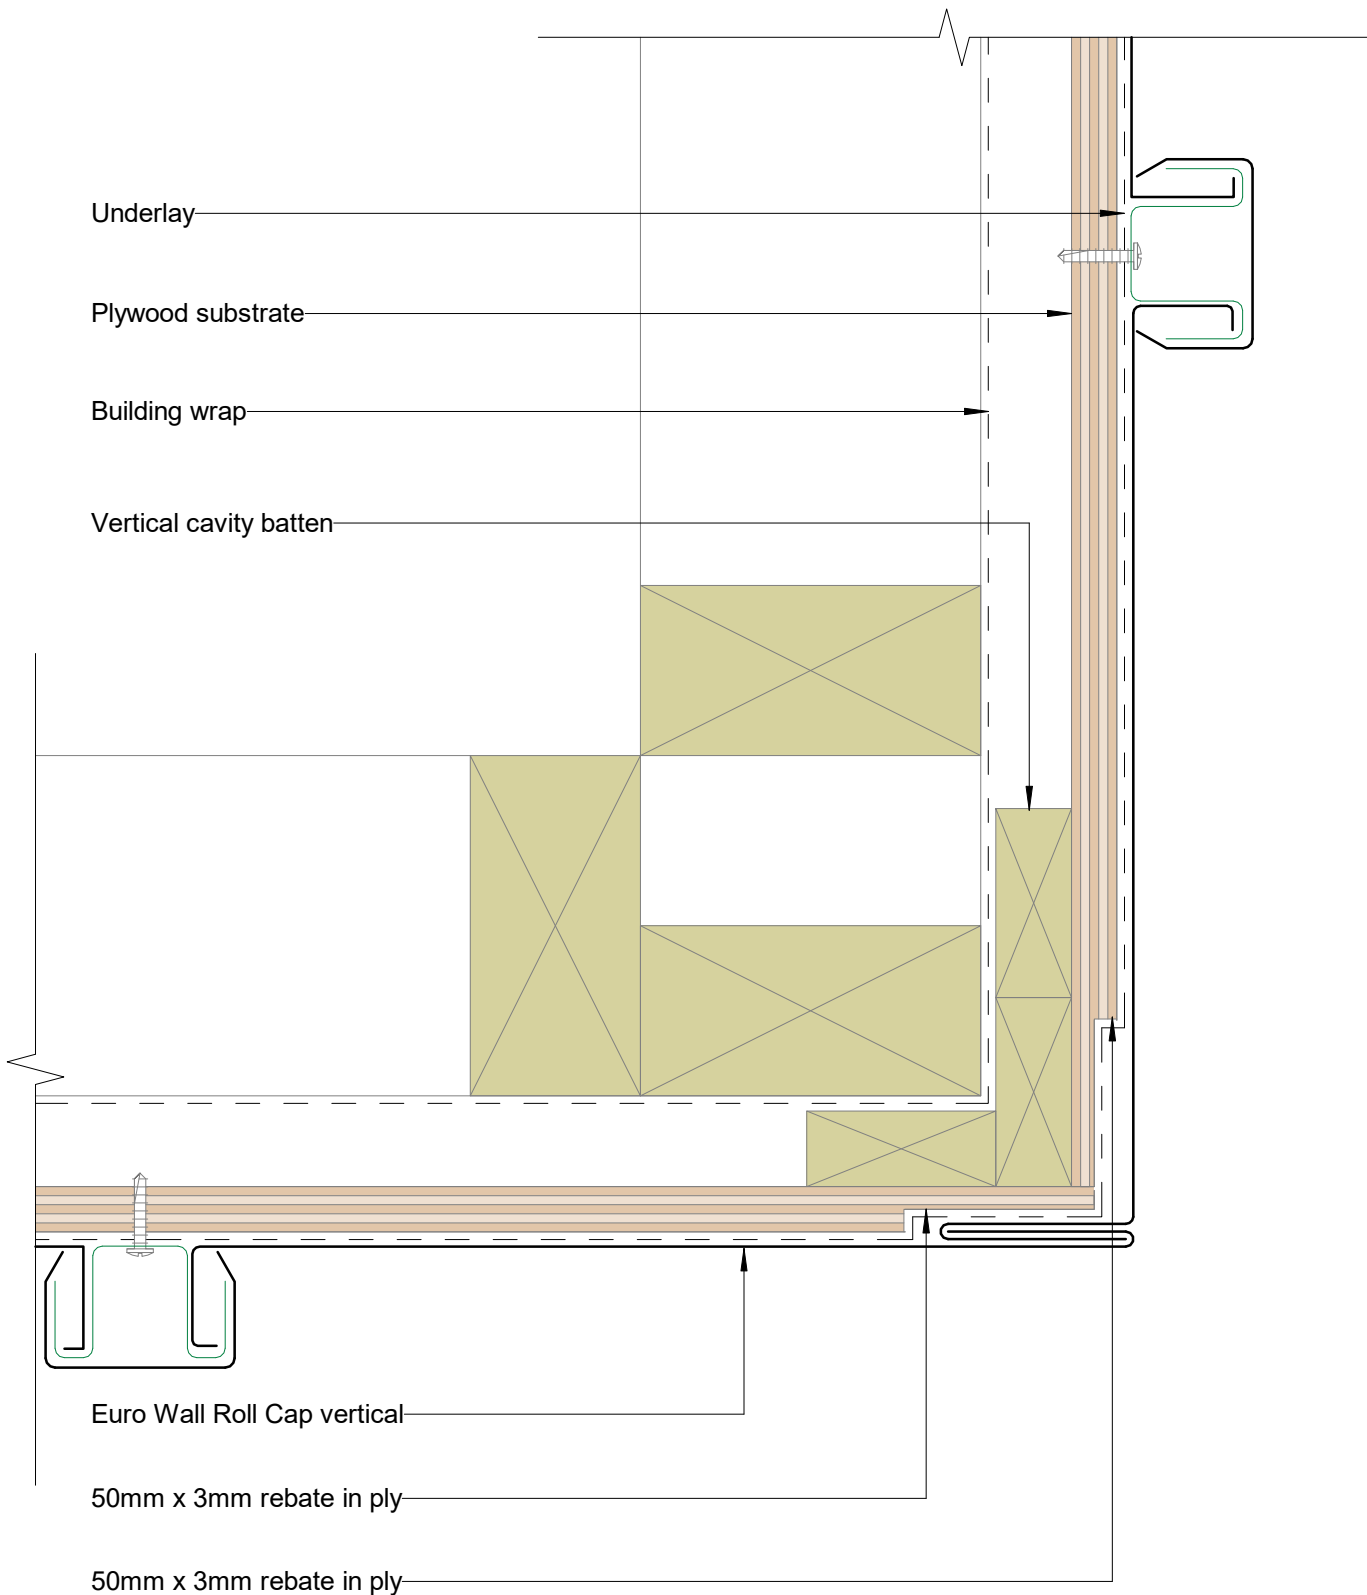 Underlay
Plywood substrate
Building wrap
Vertical cavity batten
Euro Wall Roll Cap vertical
50mm x 3mm rebate in ply
50mm x 3mm rebate in ply